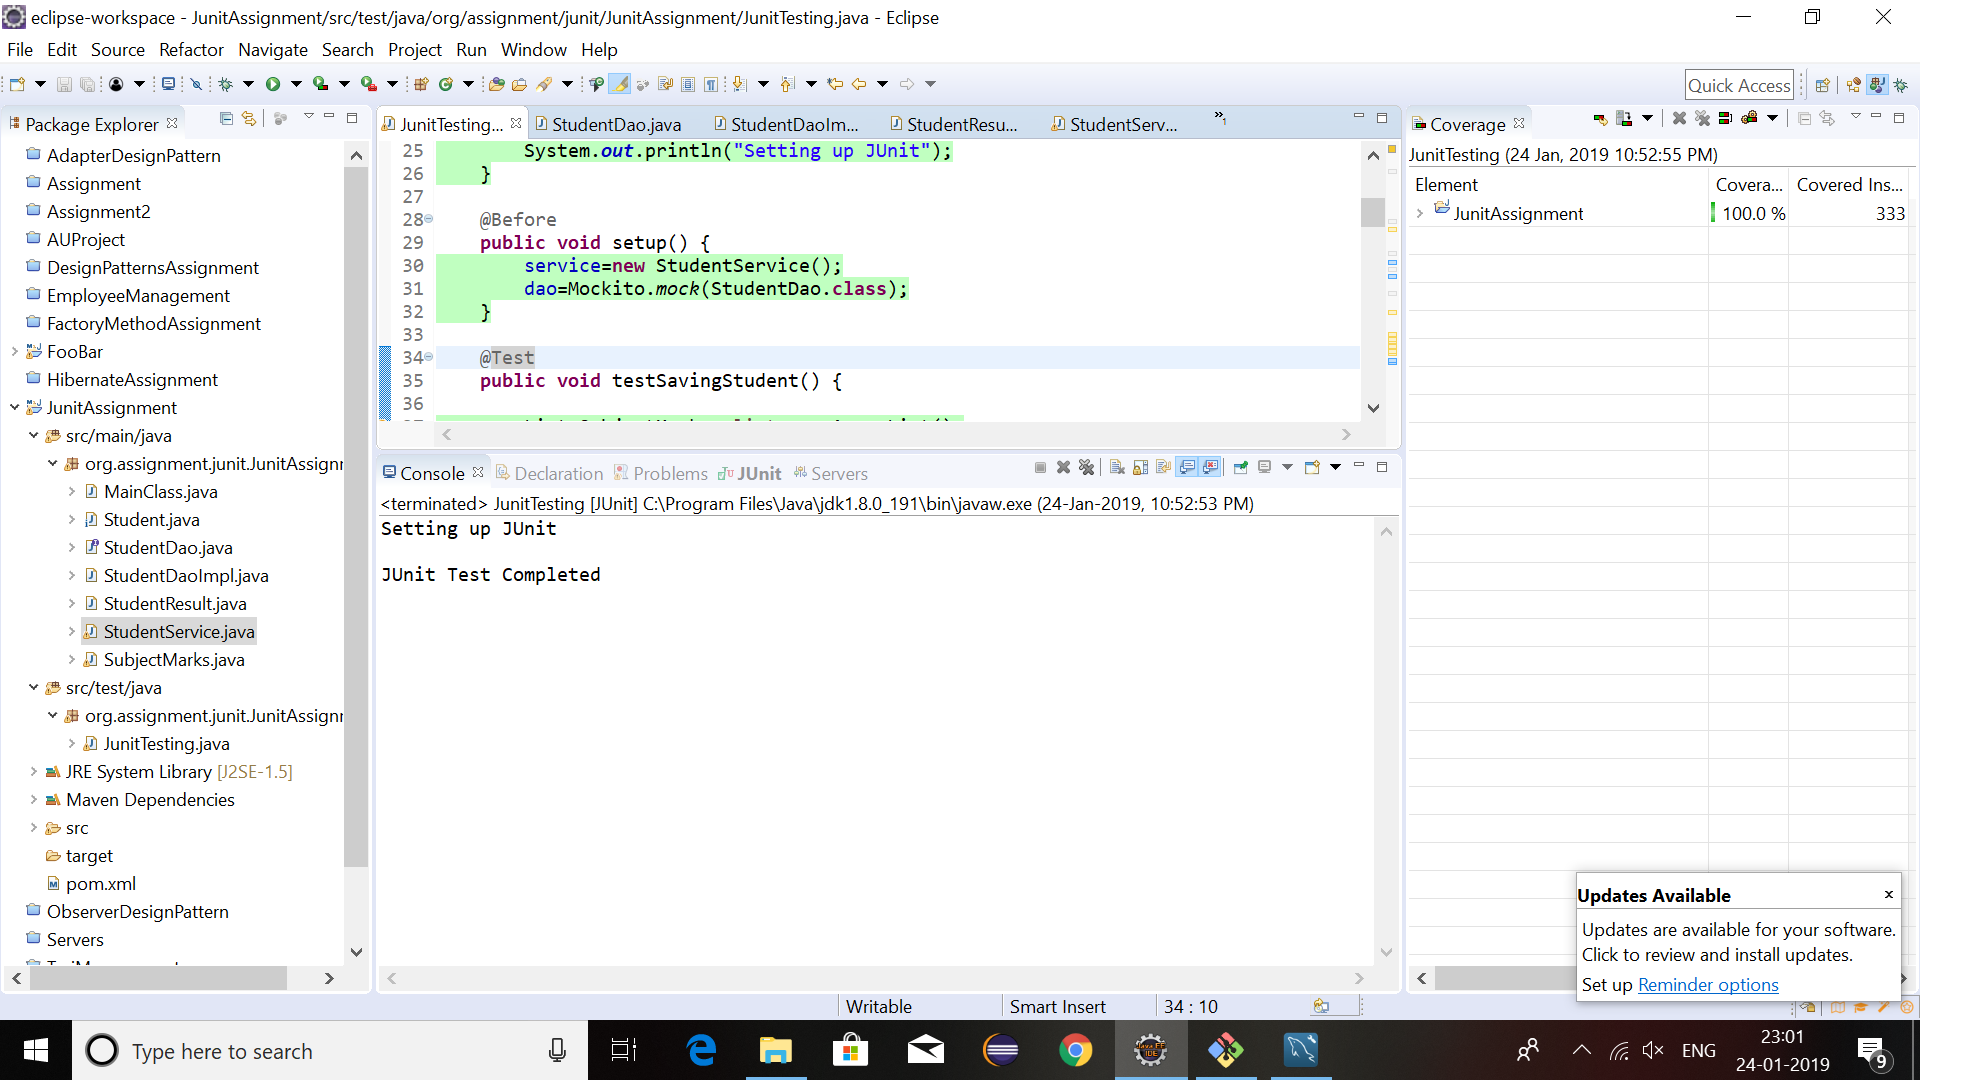 eclipse-workspace - JunitAssignment/src/test/java/org/assignment/junit/JunitAssignment/JunitTesting.java - Eclipse
File Edit Source Refactor Navigate Search Project Run Window Help
Quick Access
Package Explorer
AdapterDesignPattern
Assignment
Assignment2
AUProject
DesignPatternsAssignment
EmployeeManagement
FactoryMethodAssignment
FooBar
HibernateAssignment
JunitAssignment
src/main/java
org.assignment.junit.JunitAssignr
MainClass.java
Student.java
StudentDao.java
StudentDaoImpl.java
StudentResult.java
StudentService.java
SubjectMarks.java
src/test/java
org.assignment.junit.JunitAssignr
JunitTesting.java
JRE System Library [J2SE-1.5]
Maven Dependencies
src
target
pom.xml
ObserverDesignPattern
Servers
JunitTesting... StudentDao.java StudentDaoIm... StudentResu... StudentServ... »1
25 System.out.println("Setting up JUnit");
26 }
27
28 @Before
29 public void setup() {
30 service=new StudentService();
31 dao=Mockito.mock(StudentDao.class);
32 }
33
34 @Test
35 public void testSavingStudent() {
36
Console Declaration Problems JUnit Servers
<terminated> JunitTesting [JUnit] C:\Program Files\Java\jdk1.8.0_191\bin\javaw.exe (24-Jan-2019, 10:52:53 PM)
Setting up JUnit
JUnit Test Completed
Coverage
JunitTesting (24 Jan, 2019 10:52:55 PM)
Element Covera... Covered Ins...
JunitAssignment 100.0 % 333
Updates Available x
Updates are available for your software.
Click to review and install updates.
Set up Reminder options
Writable Smart Insert 34 : 10
Type here to search
Java EE
IDE
ENG
23:01
24-01-2019
9